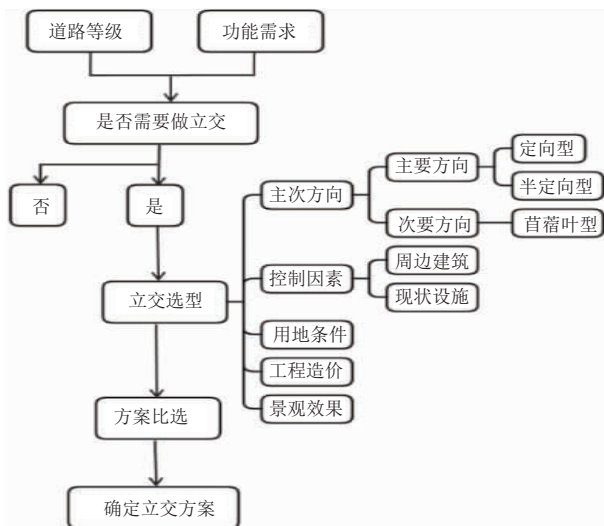 道路等级
功能需求
是否需要做立交
否
是
立交选型
方案比选
确定立交方案
主次方向
主要方向
定向型
半定向型
次要方向
苜蓿叶型
控制因素
周边建筑
现状设施
用地条件
工程造价
景观效果